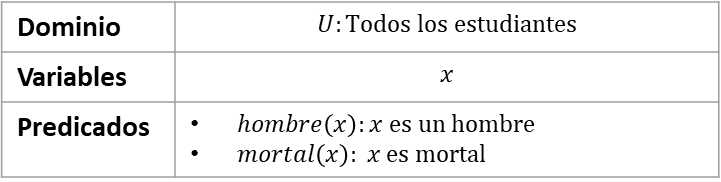 Dominio U: Todos los estudiantes
Variables x
Predicados • hombre(x): x es un hombre
• mortal(x): x es mortal